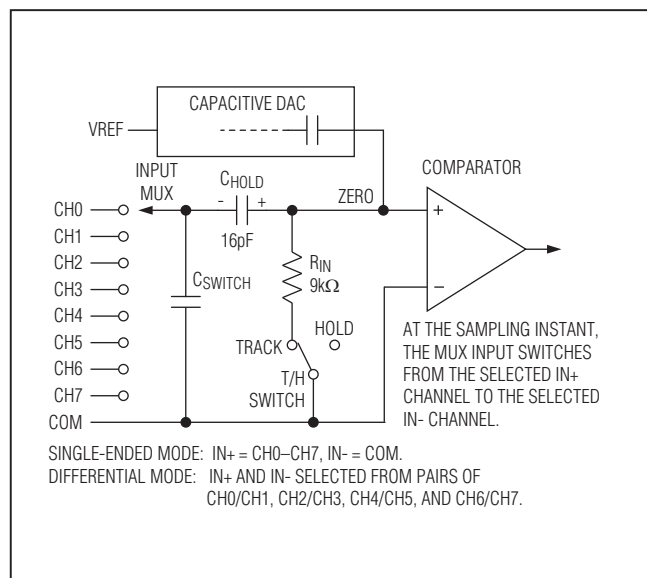 CAPACITIVE DAC
VREF
INPUT
MUX
CHOLD
- +
16pF
ZERO
COMPARATOR
+
−
CH0
CH1
CH2
CH3
CH4
CH5
CH6
CH7
COM
CSWITCH
RIN
9kΩ
TRACK
HOLD
T/H
SWITCH
AT THE SAMPLING INSTANT,
THE MUX INPUT SWITCHES
FROM THE SELECTED IN+
CHANNEL TO THE SELECTED
IN- CHANNEL.
SINGLE-ENDED MODE: IN+ = CH0–CH7, IN- = COM.
DIFFERENTIAL MODE: IN+ AND IN- SELECTED FROM PAIRS OF
CH0/CH1, CH2/CH3, CH4/CH5, AND CH6/CH7.